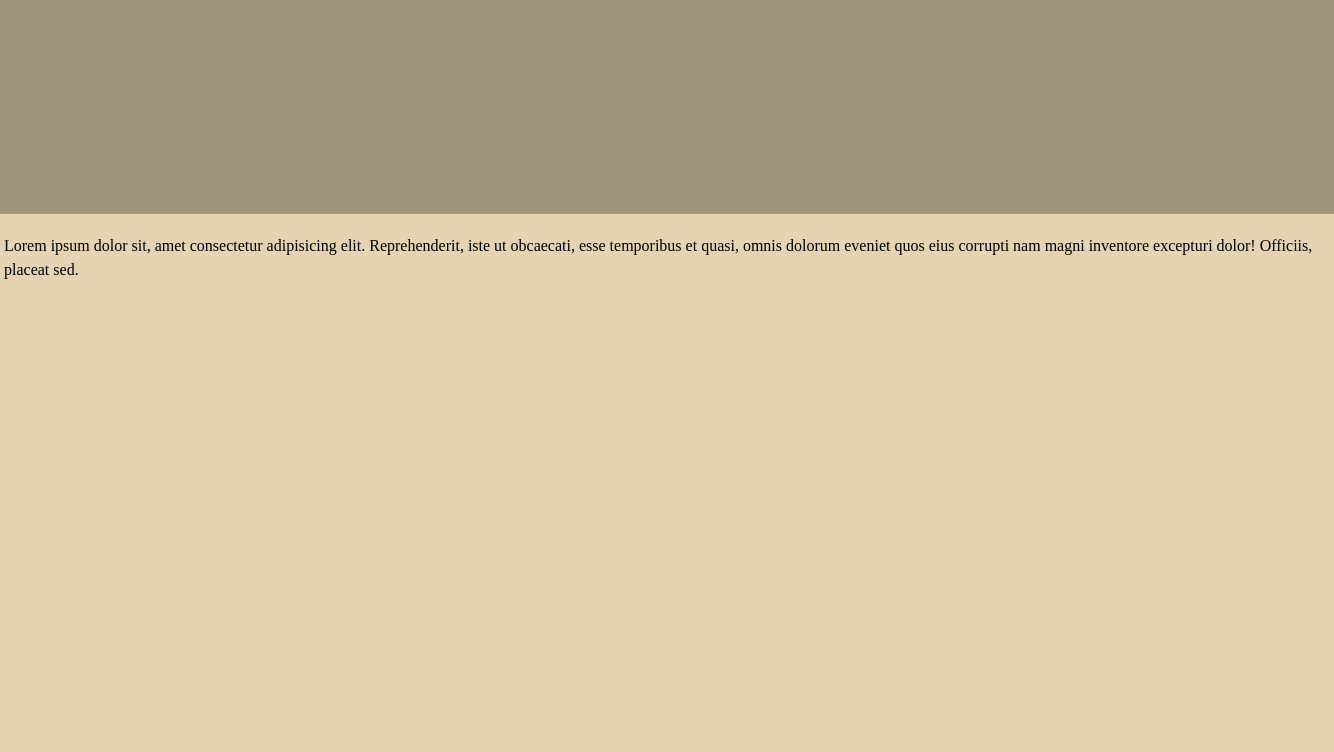 Lorem ipsum dolor sit, amet consectetur adipisicing elit. Reprehenderit, iste ut obcaecati, esse temporibus et quasi, omnis dolorum eveniet quos eius corrupti nam magni inventore excepturi dolor! Officiis,
placeat sed.